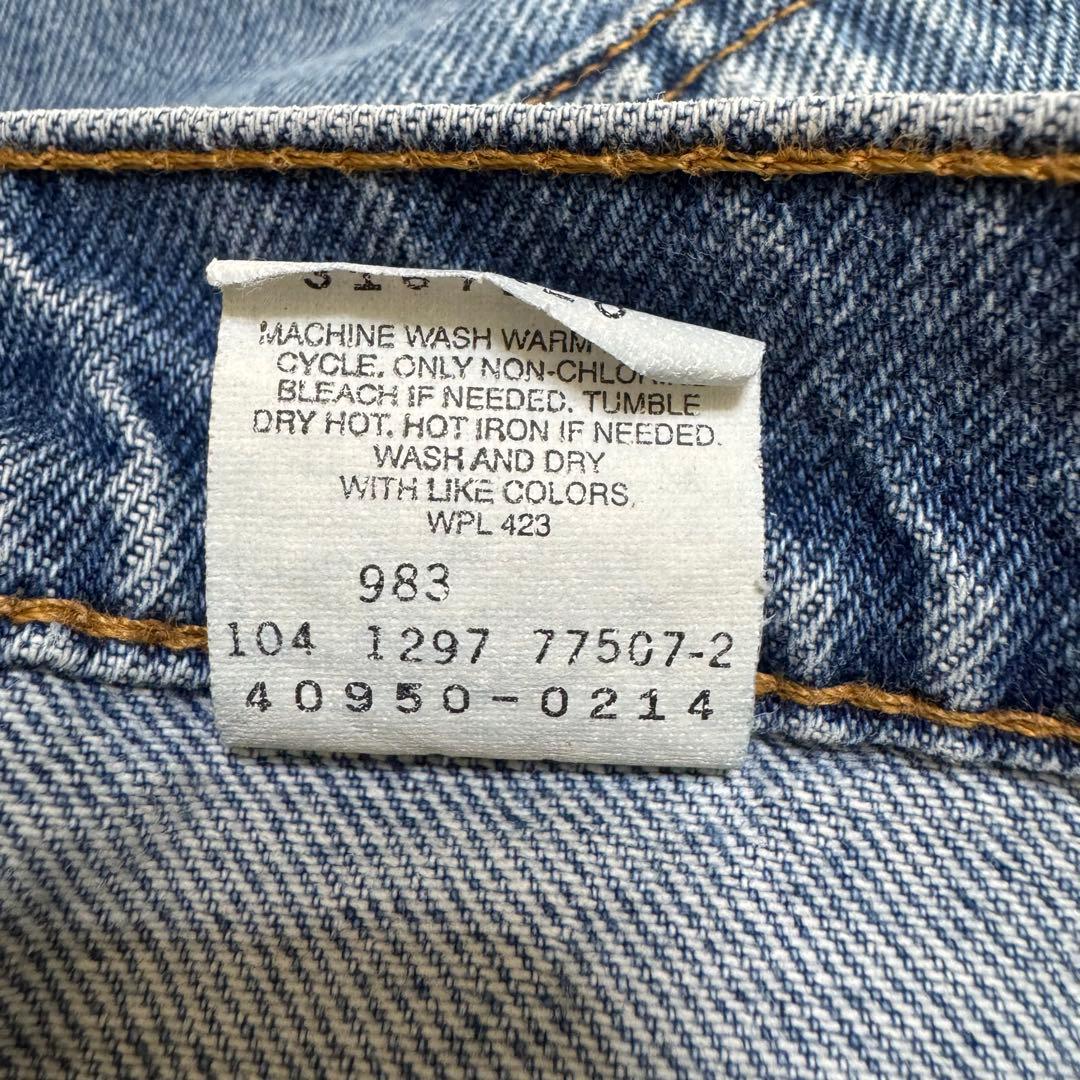 MACHINE WASH WARM
CYCLE. ONLY NON-CHLORINE
BLEACH IF NEEDED. TUMBLE
DRY HOT. HOT IRON IF NEEDED.
WASH AND DRY
WITH LIKE COLORS.
WPL 423
983
104 1297 77507-2
40950-0214